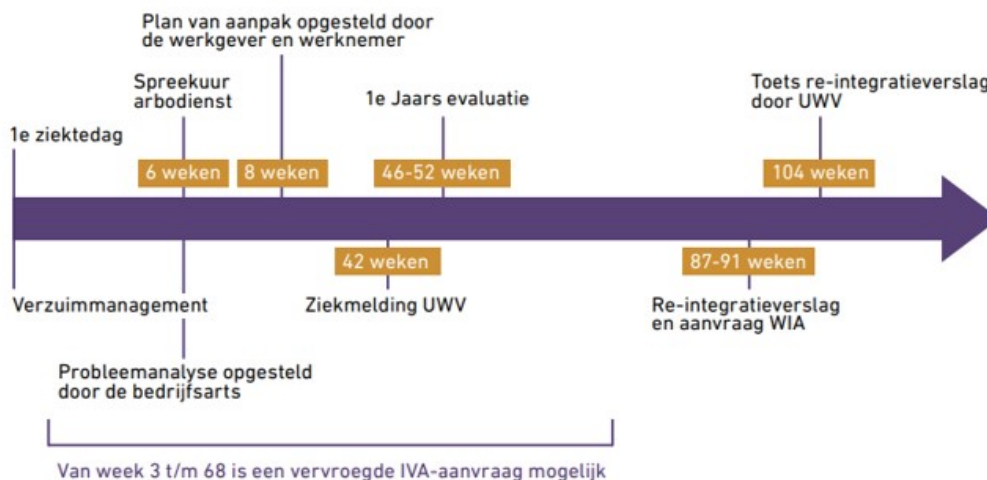 Plan van aanpak opgesteld door
de werkgever en werknemer
Spreekuur
arbodienst
1e Jaars evaluatie
Toets re-integratieverslag
door UWV
1e ziektedag
6 weken
8 weken
46-52 weken
104 weken
42 weken
87-91 weken
Verzuimmanagement
Ziekmelding UWV
Re-integratieverslag
en aanvraag WIA
Probleemanalyse opgesteld
door de bedrijfsarts
Van week 3 t/m 68 is een vervroegde IVA-aanvraag mogelijk